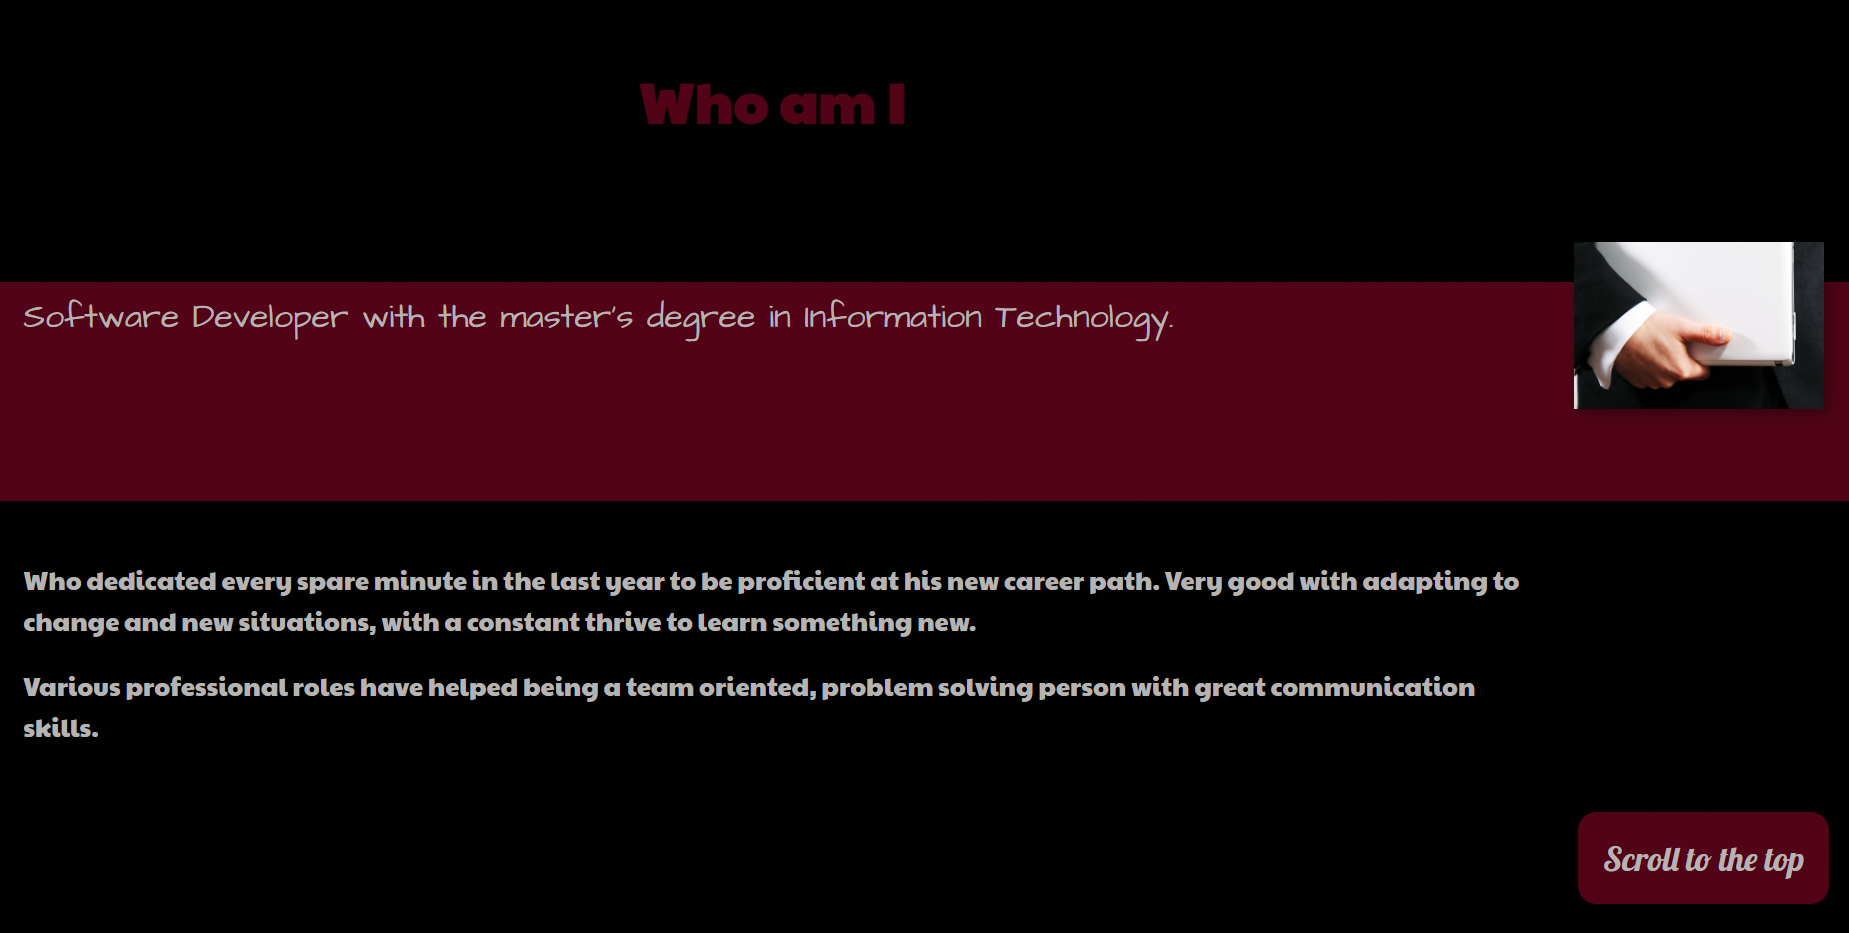 Who am I
Software Developer with the master's degree in Information Technology.
Who dedicated every spare minute in the last year to be proficient at his new career path. Very good with adapting to
change and new situations, with a constant thrive to learn something new.
Various professional roles have helped being a team oriented, problem solving person with great communication
skills.
Scroll to the top